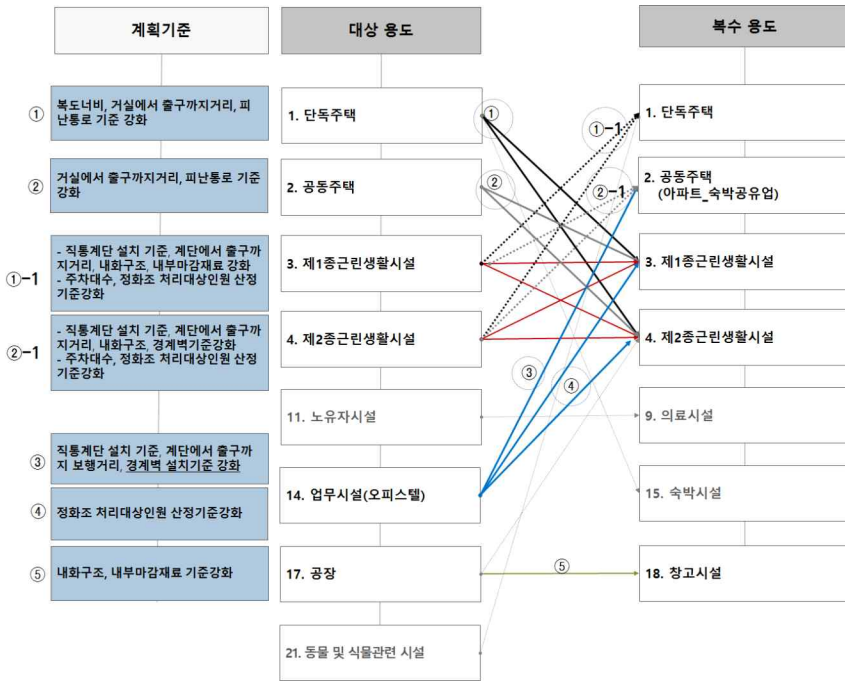 계획기준
대상 용도
복수 용도
①
복도너비, 거실에서 출구까지거리, 피
난통로 기준 강화
②
거실에서 출구까지거리, 피난통로 기준
강화
①-1
- 직통계단 설치 기준, 계단에서 출구까
지거리, 내화구조, 내부마감재료 강화
- 주차대수, 정화조 처리대상인원 산정
기준강화
②-1
- 직통계단 설치 기준, 계단에서 출구까
지거리, 내화구조, 경계벽기준강화
- 주차대수, 정화조 처리대상인원 산정
기준강화
③
직통계단 설치 기준, 계단에서 출구까
지 보행거리, 경계벽 설치기준 강화
④
정화조 처리대상인원 산정기준강화
⑤
내화구조, 내부마감재료 기준강화
1. 단독주택
2. 공동주택
3. 제1종근린생활시설
4. 제2종근린생활시설
11. 노유자시설
14. 업무시설(오피스텔)
17. 공장
21. 동물 및 식물관련 시설
①
②
①-1
②-1
③
④
⑤
1. 단독주택
2. 공동주택
(아파트_숙박공유업)
3. 제1종근린생활시설
4. 제2종근린생활시설
9. 의료시설
15. 숙박시설
18. 창고시설